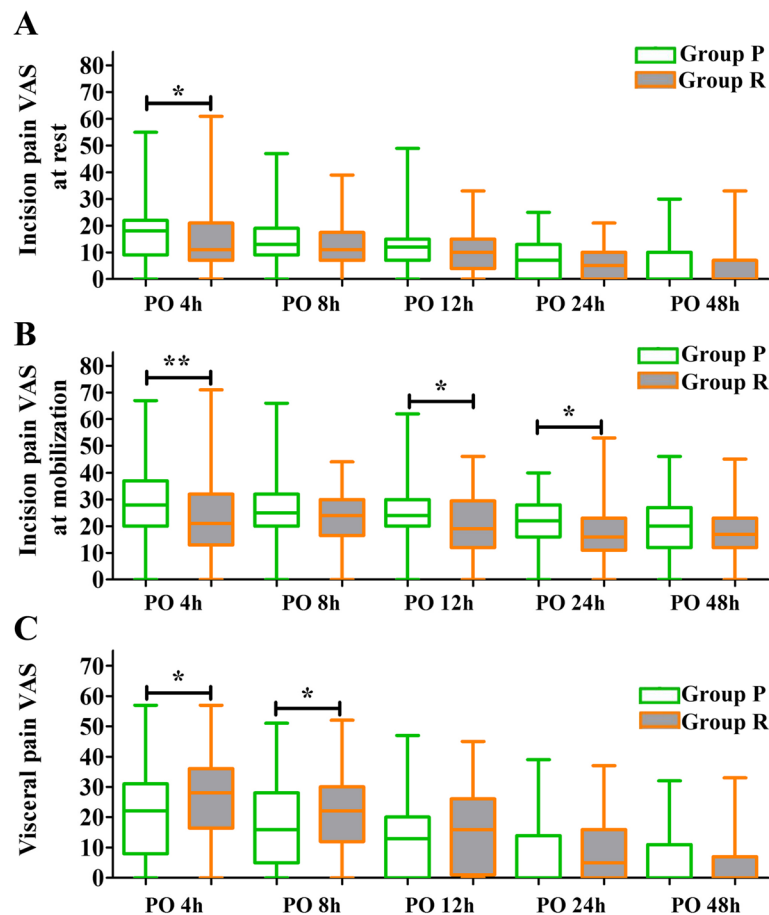 A
Incision pain VAS
at rest
80
70
60
50
40
30
20
10
0
*
Group P
Group R
PO 4h PO 8h PO 12h PO 24h PO 48h
B
Incision pain VAS
at mobilization
80
70
60
50
40
30
20
10
0
** * *
Group P
Group R
PO 4h PO 8h PO 12h PO 24h PO 48h
C
Visceral pain VAS
70
60
50
40
30
20
10
0
* *
Group P
Group R
PO 4h PO 8h PO 12h PO 24h PO 48h